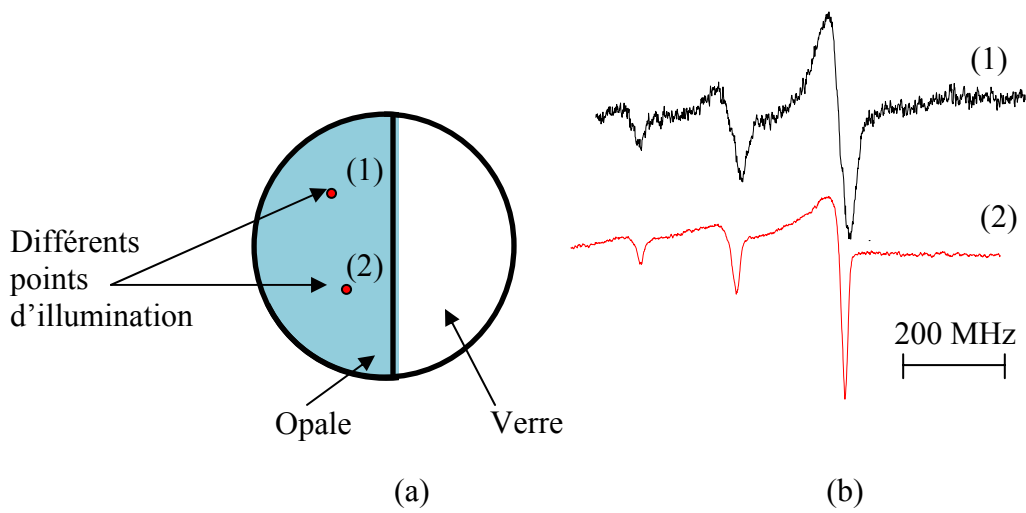 (1)
(2)
Différents
points
d'illumination
Opale
Verre
(a)
(1)
(2)
200 MHz
(b)